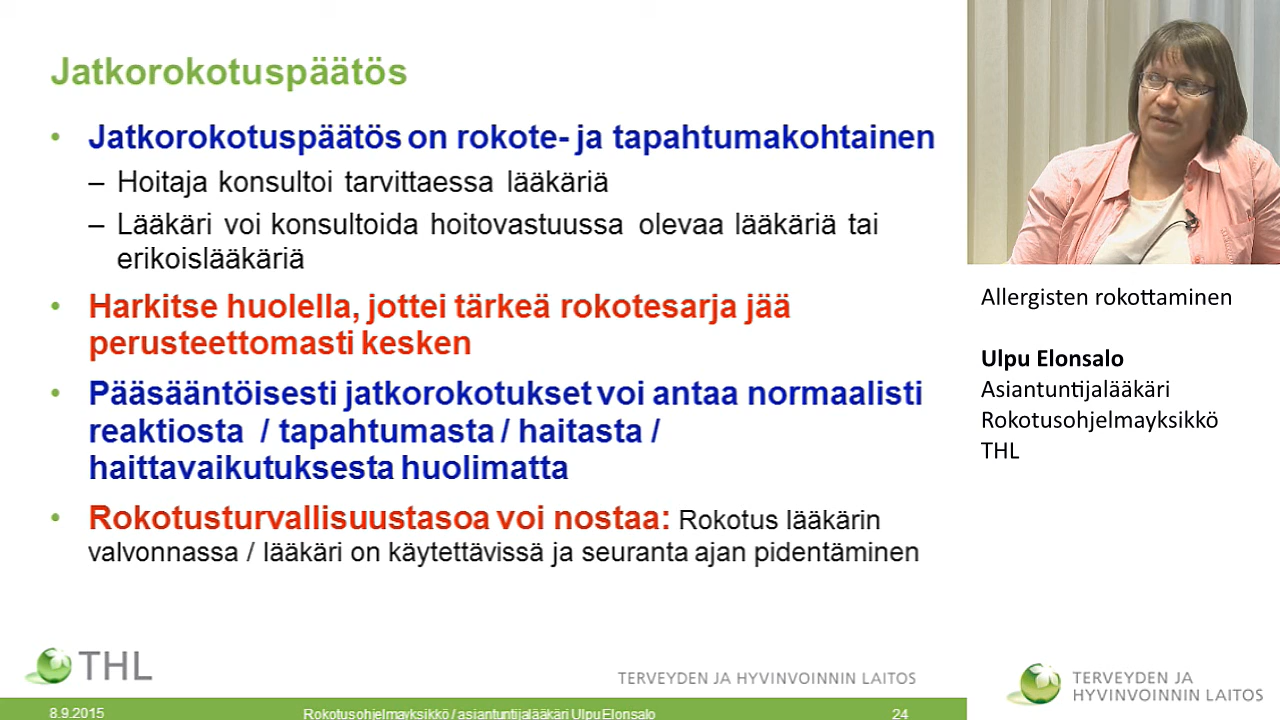 Jatkorokotuspäätös
• Jatkorokotuspäätös on rokote- ja tapahtumakohtainen
– Hoitaja konsultoi tarvittaessa lääkäriä
– Lääkäri voi konsultoida hoitovastuussa olevaa lääkäriä tai
erikoislääkäriä
• Harkitse huolella, jottei tärkeä rokotesarja jää
perusteettomasti kesken
• Pääsääntöisesti jatkorokotukset voi antaa normaalisti
reaktiosta / tapahtumasta / haitasta /
haittavaikutuksesta huolimatta
• Rokotusturvallisuustasoa voi nostaa: Rokotus lääkärin
valvonnassa / lääkäri on käytettävissä ja seuranta ajan pidentäminen
THL
TERVEYDEN JA HYVINVOINNIN LAITOS
8.9.2015
Rokotusohjelmayksikkö / asiantuntijalääkäri Ulpu Elonsalo
24
Allergisten rokottaminen
Ulpu Elonsalo
Asiantuntijalääkäri
Rokotusohjelmayksikkö
THL
TERVEYDEN JA
HYVINVOINNIN LAITOS